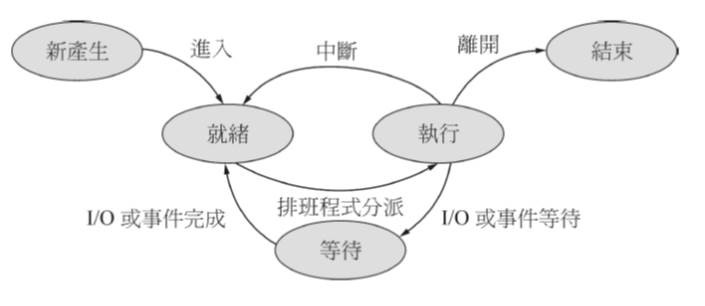 新產生
進入
中斷
離開
結束
就緒
執行
I/O 或事件完成
排班程式分派
I/O 或事件等待
等待